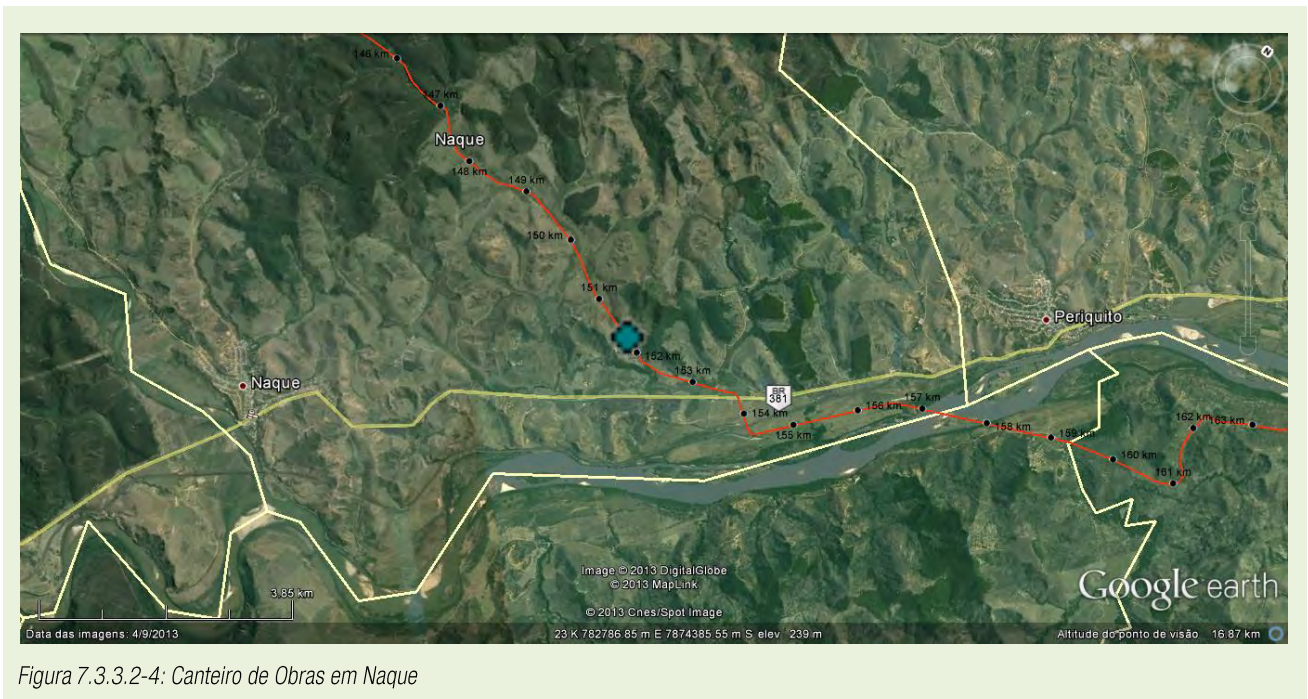 146 km
147 km
Naque
148 km
149 km
150 km
151 km
Periquito
152 km
153 km
Naque
BR
381
154 km
155 km
156 km
157 km
158 km
159 km
160 km
161 km
162 km
163 km
Image © 2013 DigitalGlobe
© 2013 MapLink
© 2013 Cnes/Spot Image
Google earth
3.85 km
Data das imagens: 4/9/2013
23 K 782786.85 m E 7874385.55 m S elev. 239 m
Altitude do ponto de visão 16.87 km
N
Figura 7.3.3.2-4: Canteiro de Obras em Naque